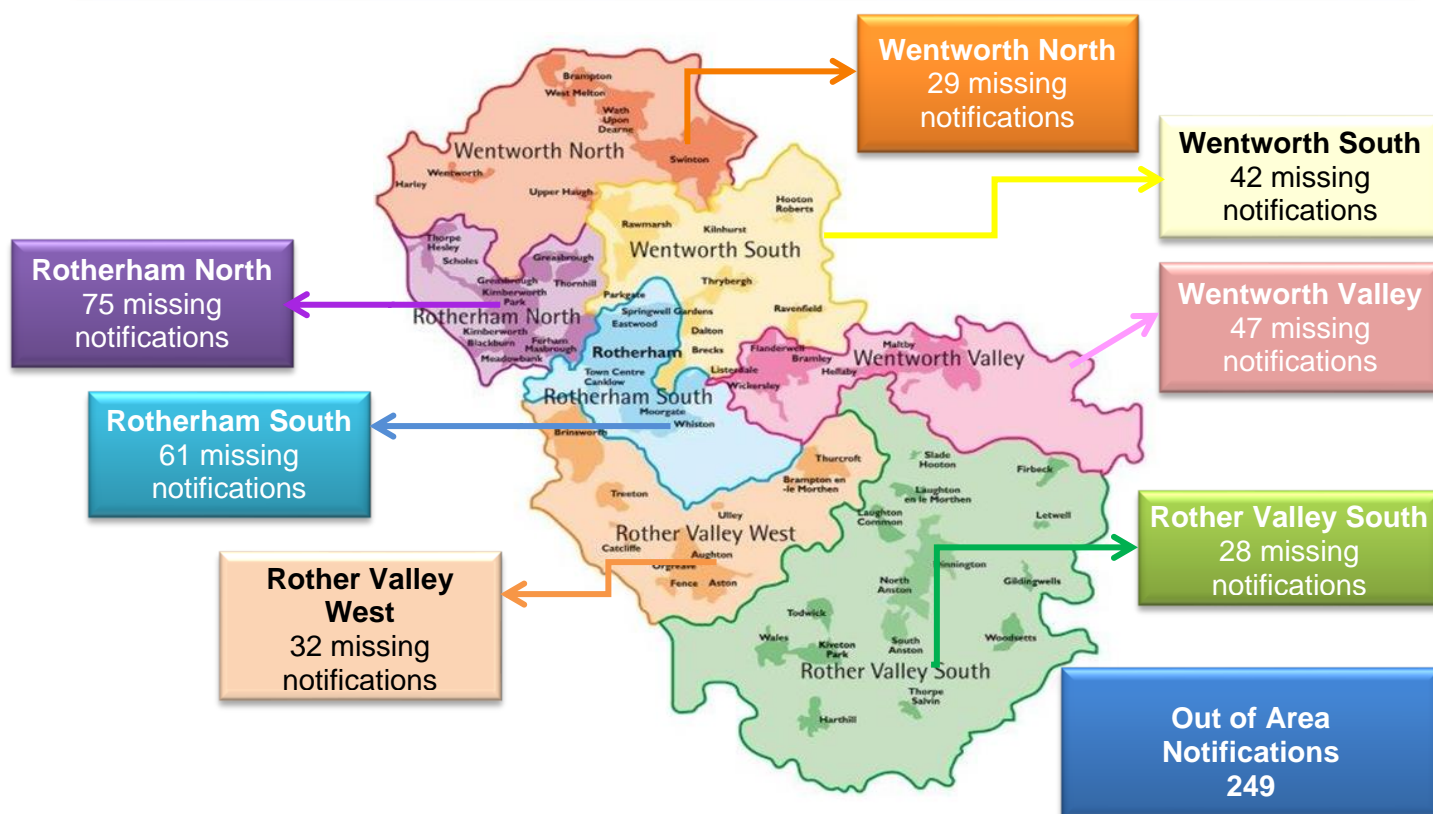 Wentworth North
29 missing
notifications
Wentworth South
42 missing
notifications
Rotherham North
75 missing
notifications
Wentworth Valley
47 missing
notifications
Rotherham South
61 missing
notifications
Rother Valley South
28 missing
notifications
Rother Valley
West
32 missing
notifications
Out of Area
Notifications
249
Brampton
West Melton
Wath
Upon
Dearne
Wentworth North
Swinton
Wentworth
Harley
Upper Haugh
Hooton
Roberts
Rawmarsh
Kilnhurst
Wentworth South
Thorpe
Hesley
Scholes
Greasbrough
Greasbrough
Thornhill
Kimberworth
Park
Rotherham North
Kimberworth
Blackburn
Ferham
Masbrough
Meadowbank
Thrybergh
Parkgate
Springwell Gardens
Eastwood
Ravenfield
Dalton
Brecks
Rotherham
Town Centre
Canklow
Rotherham South
Moorgate
Whiston
Flanderwell
Bramley
Maltby
Wentworth Valley
Listerdale
Hellaby
Wickersley
Brinsworth
Thurcroft
Brampton en
-le Morthen
Treeton
Ulley
Rother Valley West
Catcliffe
Aughton
Orgreave
Fence
Aston
Slade
Hooton
Firbeck
Laughton
en le Morthen
Laughton
Common
Letwell
North
Anston
Gildingwells
Todwick
Wales
Kiveton
Park
South
Anston
Woodsetts
Rother Valley South
Thorpe
Salvin
Harthill